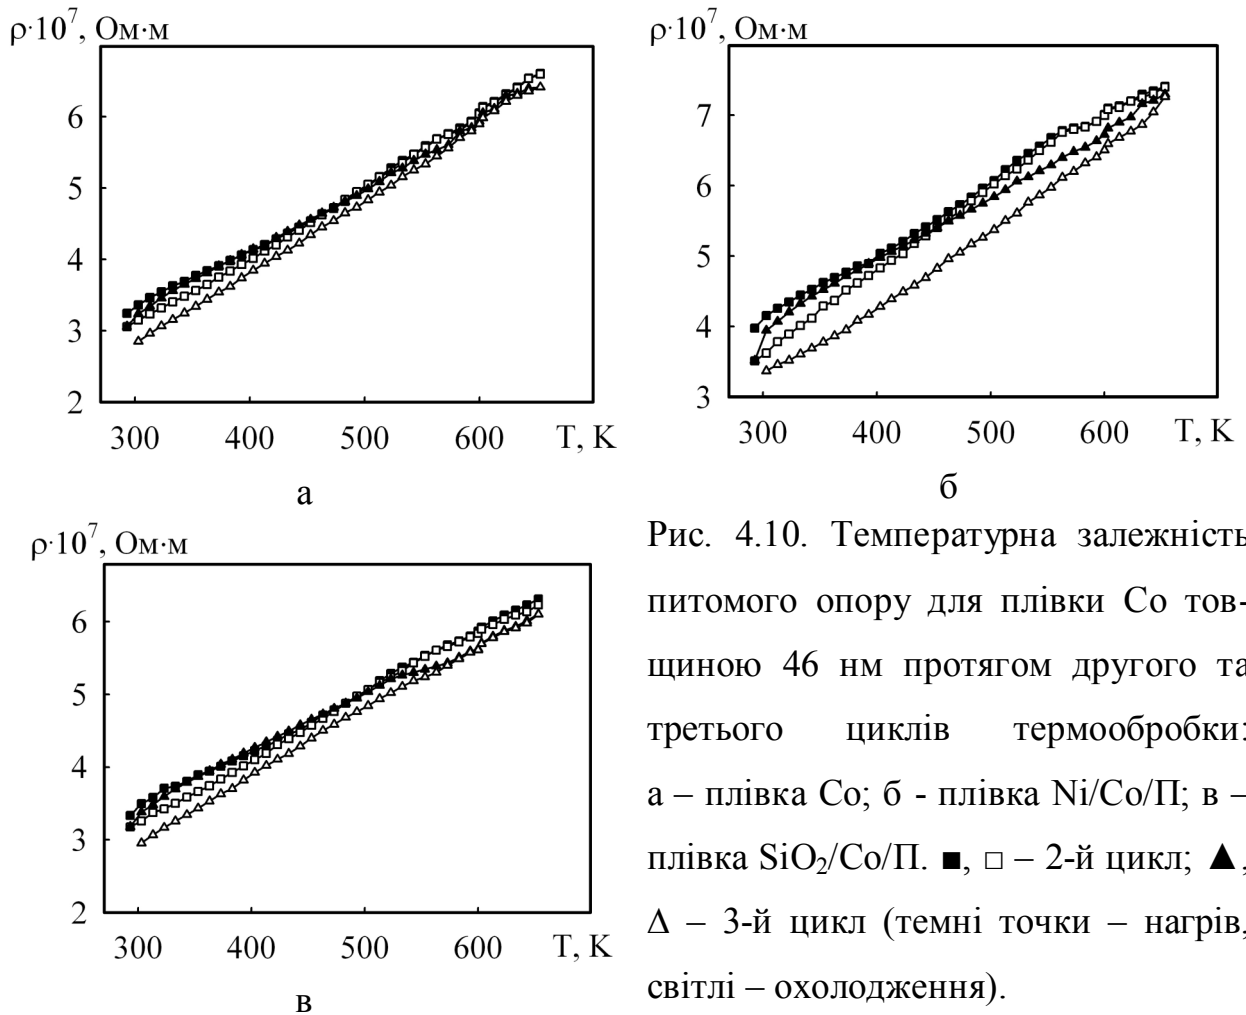 ρ·10⁷, Ом·м
6
5
4
3
2
300 400 500 600 T, K
а
ρ·10⁷, Ом·м
7
6
5
4
3
300 400 500 600 T, K
б
ρ·10⁷, Ом·м
6
5
4
3
2
300 400 500 600 T, K
в
Рис. 4.10. Температурна залежність
питомого опору для плівки Co тов-
щиною 46 нм протягом другого та
третього циклів термообробки:
а – плівка Co; б - плівка Ni/Co/П; в –
плівка SiO₂/Co/П. ■, □ – 2-й цикл; ▲,
Δ – 3-й цикл (темні точки – нагрів,
світлі – охолодження).